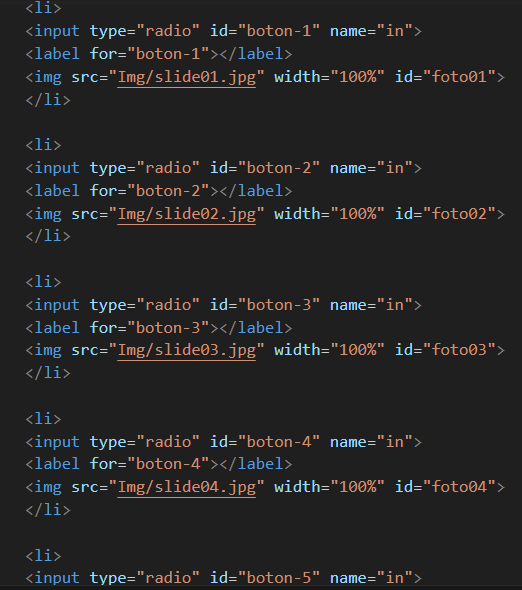 <li>
<input type="radio" id="boton-1" name="in">
<label for="boton-1"></label>
<img src="Img/slide01.jpg" width="100%" id="foto01">
</li>
<li>
<input type="radio" id="boton-2" name="in">
<label for="boton-2"></label>
<img src="Img/slide02.jpg" width="100%" id="foto02">
</li>
<li>
<input type="radio" id="boton-3" name="in">
<label for="boton-3"></label>
<img src="Img/slide03.jpg" width="100%" id="foto03">
</li>
<li>
<input type="radio" id="boton-4" name="in">
<label for="boton-4"></label>
<img src="Img/slide04.jpg" width="100%" id="foto04">
</li>
<li>
<input type="radio" id="boton-5" name="in">